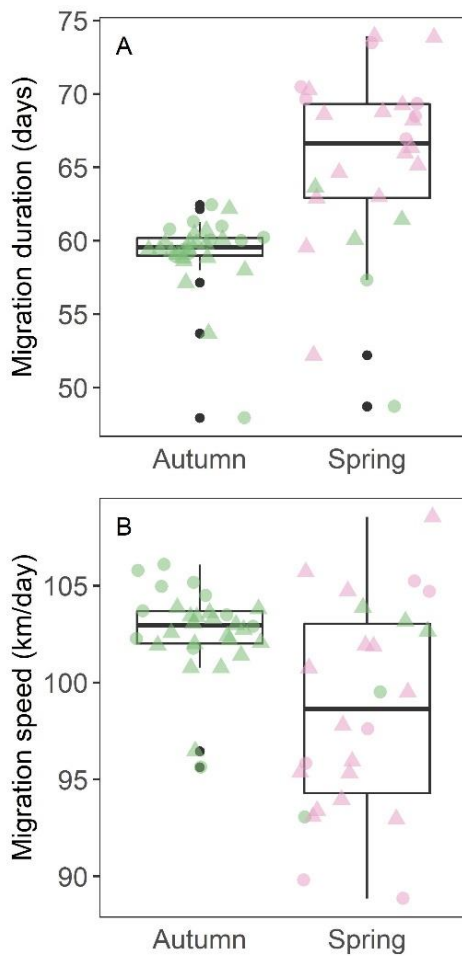 A
Migration duration (days)
75
70
65
60
55
50
Autumn Spring
B
Migration speed (km/day)
105
100
95
90
Autumn Spring